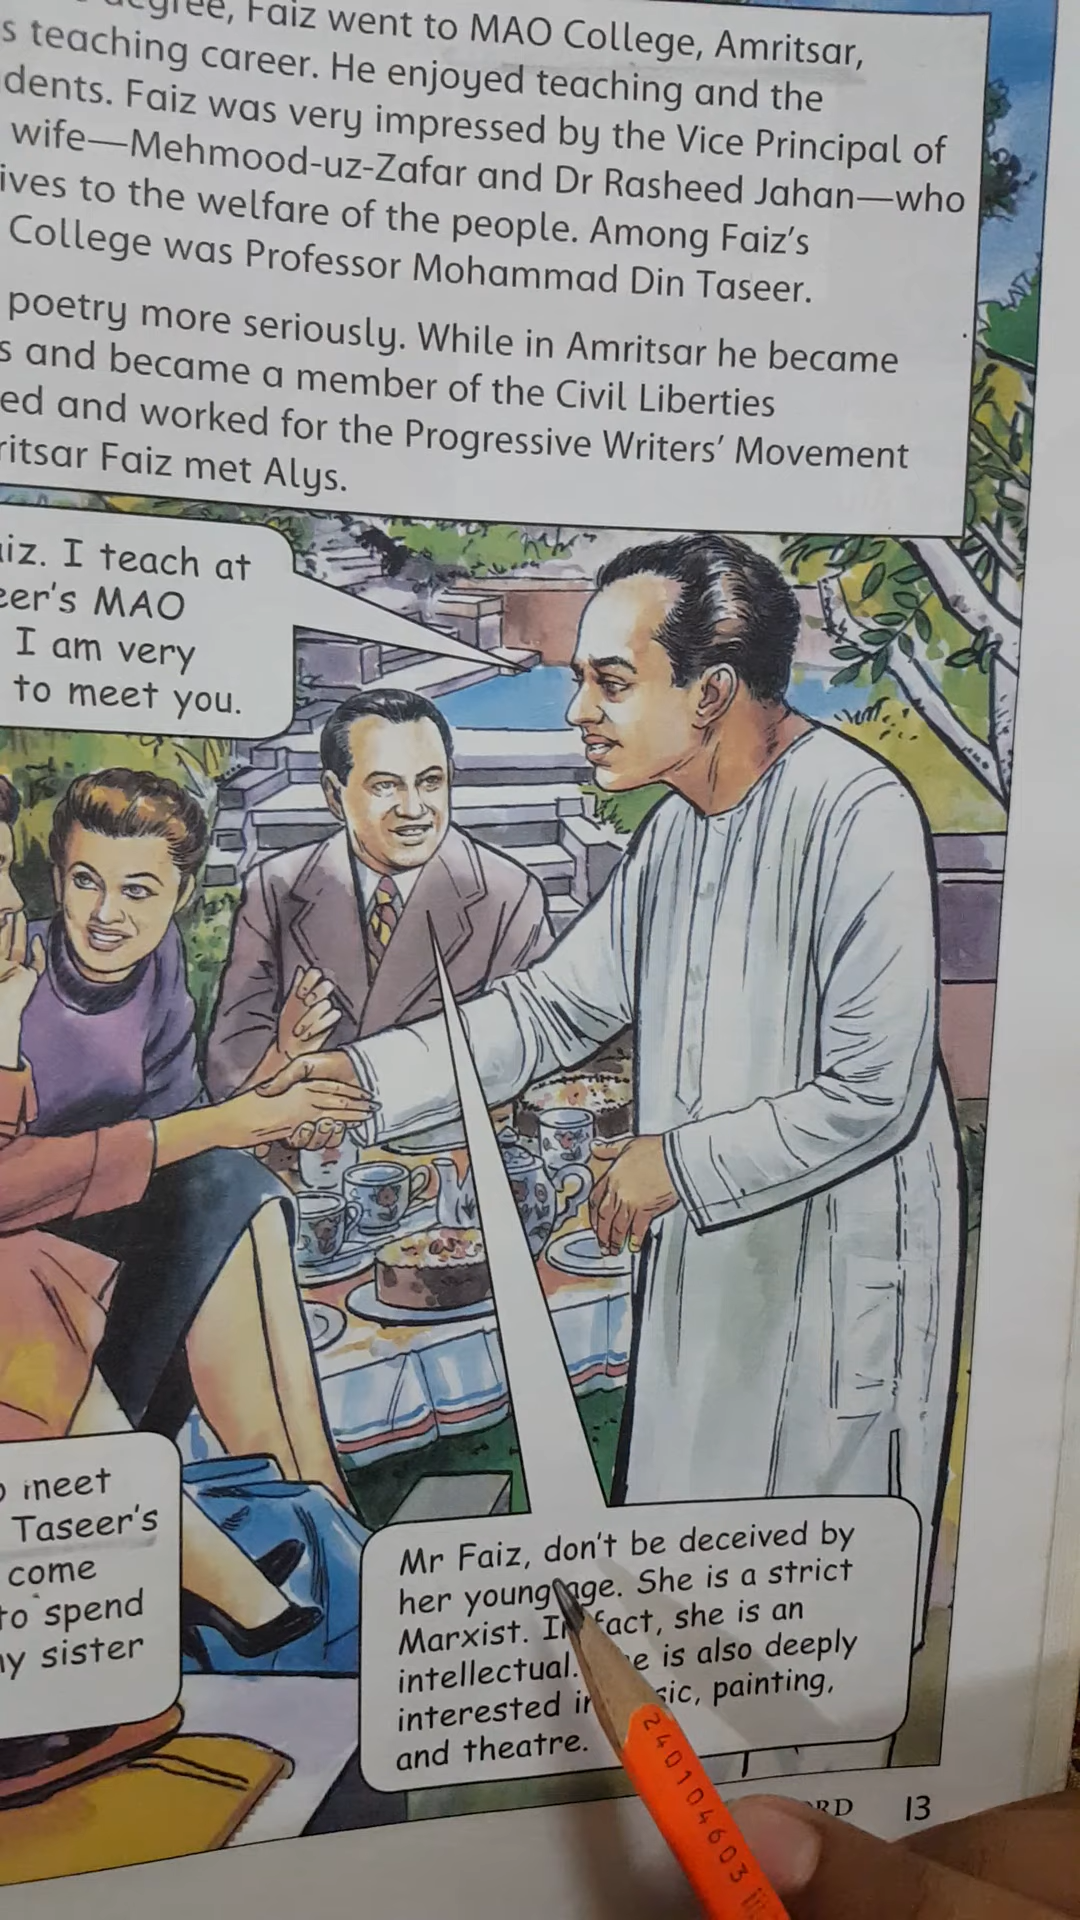 degree, Faiz went to MAO College, Amritsar,
s teaching career. He enjoyed teaching and the
dents. Faiz was very impressed by the Vice Principal of
wife—Mehmood-uz-Zafar and Dr Rasheed Jahan—who
ives to the welfare of the people. Among Faiz's
College was Professor Mohammad Din Taseer.
poetry more seriously. While in Amritsar he became
s and became a member of the Civil Liberties
ed and worked for the Progressive Writers' Movement
ritsar Faiz met Alys.
iz. I teach at
eer's MAO
I am very
to meet you.
meet
Taseer's
come
to spend
y sister
Mr Faiz, don't be deceived by
her young age. She is a strict
Marxist. In fact, she is an
intellectual. e is also deeply
interested in sic, painting,
and theatre.
RD 13
240104603